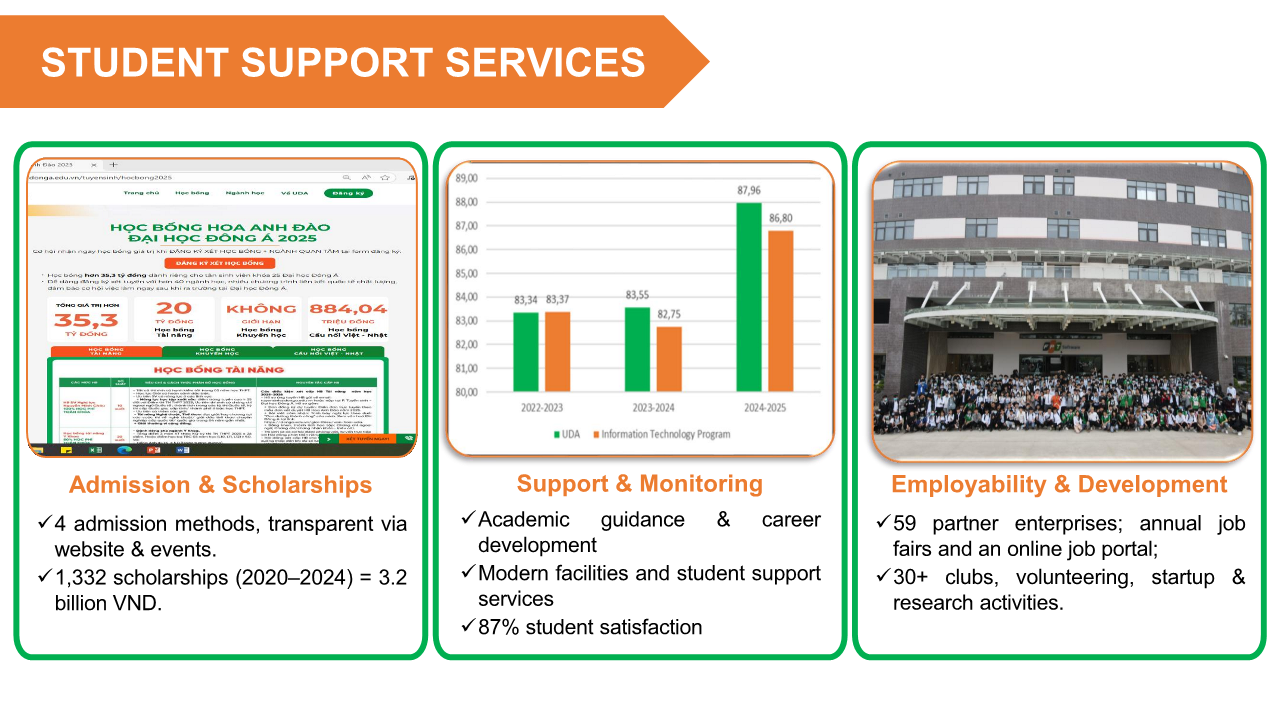 STUDENT SUPPORT SERVICES
donga.edu.vn/tuyensinh/hocbong2025
Trang chủ Học bổng Ngành học Về UDA Đăng ký
HỌC BỔNG HOA ANH ĐÀO
ĐẠI HỌC ĐÔNG Á 2025
ĐĂNG KÝ XÉT HỌC BỔNG
TỔNG GIÁ TRỊ HƠN
35,3
TỶ ĐỒNG
20
TỶ ĐỒNG
Học bổng
Tài năng
KHÔNG
GIỚI HẠN
Học bổng
Khuyến học
884,04
TRIỆU ĐỒNG
Học bổng
Cầu nối Việt - Nhật
HỌC BỔNG
TÀI NĂNG
HỌC BỔNG
KHUYẾN HỌC
HỌC BỔNG
CẦU NỐI VIỆT - NHẬT
HỌC BỔNG TÀI NĂNG
Admission & Scholarships
✓4 admission methods, transparent via
website & events.
✓1,332 scholarships (2020–2024) = 3.2
billion VND.
89,00
88,00
87,00
86,00
85,00
84,00
83,00
82,00
81,00
80,00
83,34 83,37
83,55
82,75
87,96
86,80
2022-2023 2023-2024 2024-2025
UDA Information Technology Program
Support & Monitoring
✓Academic guidance & career
development
✓Modern facilities and student support
services
✓87% student satisfaction
FPT
Employability & Development
✓59 partner enterprises; annual job
fairs and an online job portal;
✓30+ clubs, volunteering, startup &
research activities.